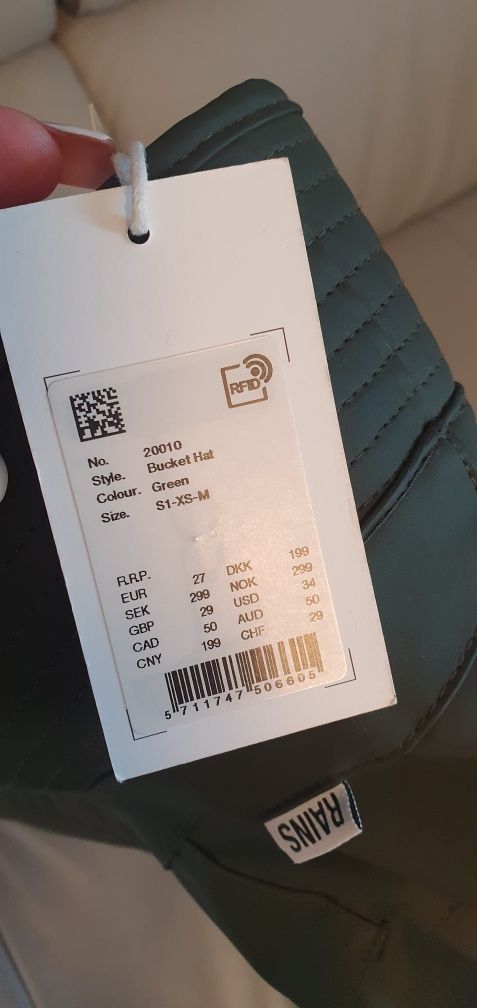 RFID
No. 20010
Style. Bucket Hat
Colour. Green
Size. S1-XS-M
R.R.P.
EUR 27 DKK 199
SEK 299 NOK 299
GBP 29 USD 34
CAD 50 AUD 50
CNY 199 CHF 29
5 711747 506605
RAINS